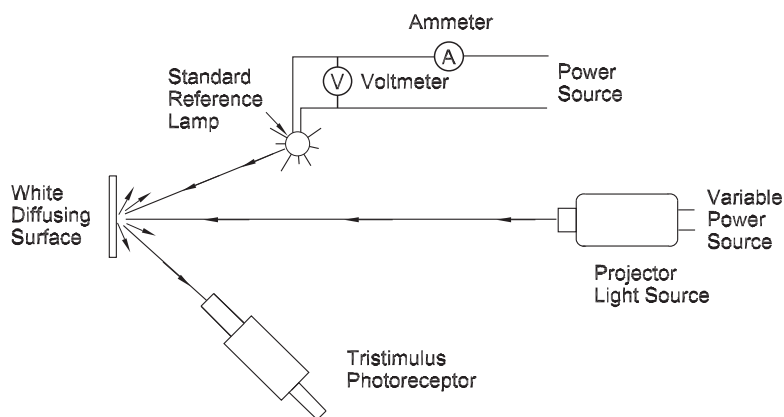 Ammeter
A
Standard
Reference
Lamp
V
Voltmeter
Power
Source
White
Diffusing
Surface
Variable
Power
Source
Projector
Light Source
Tristimulus
Photoreceptor